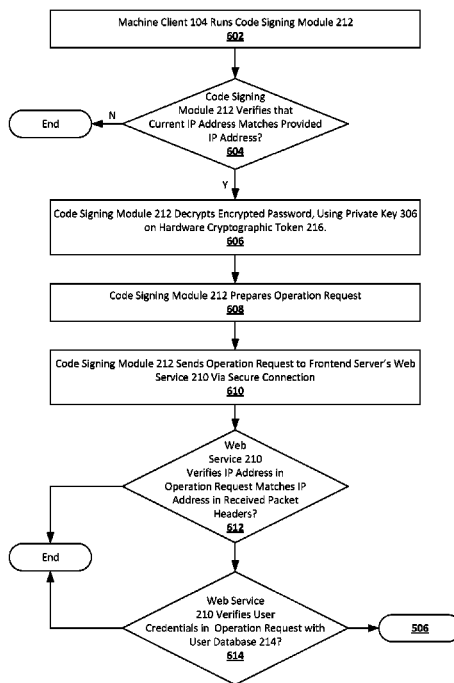 Machine Client 104 Runs Code Signing Module 212
602
Code Signing
Module 212 Verifies that
Current IP Address Matches Provided
IP Address?
604
N
End
Y
Code Signing Module 212 Decrypts Encrypted Password, Using Private Key 306
on Hardware Cryptographic Token 216.
606
Code Signing Module 212 Prepares Operation Request
608
Code Signing Module 212 Sends Operation Request to Frontend Server's Web
Service 210 Via Secure Connection
610
Web
Service 210
Verifies IP Address in
Operation Request Matches IP
Address in Received Packet
Headers?
612
End
Web Service
210 Verifies User
Credentials in Operation Request with
User Database 214?
614
506